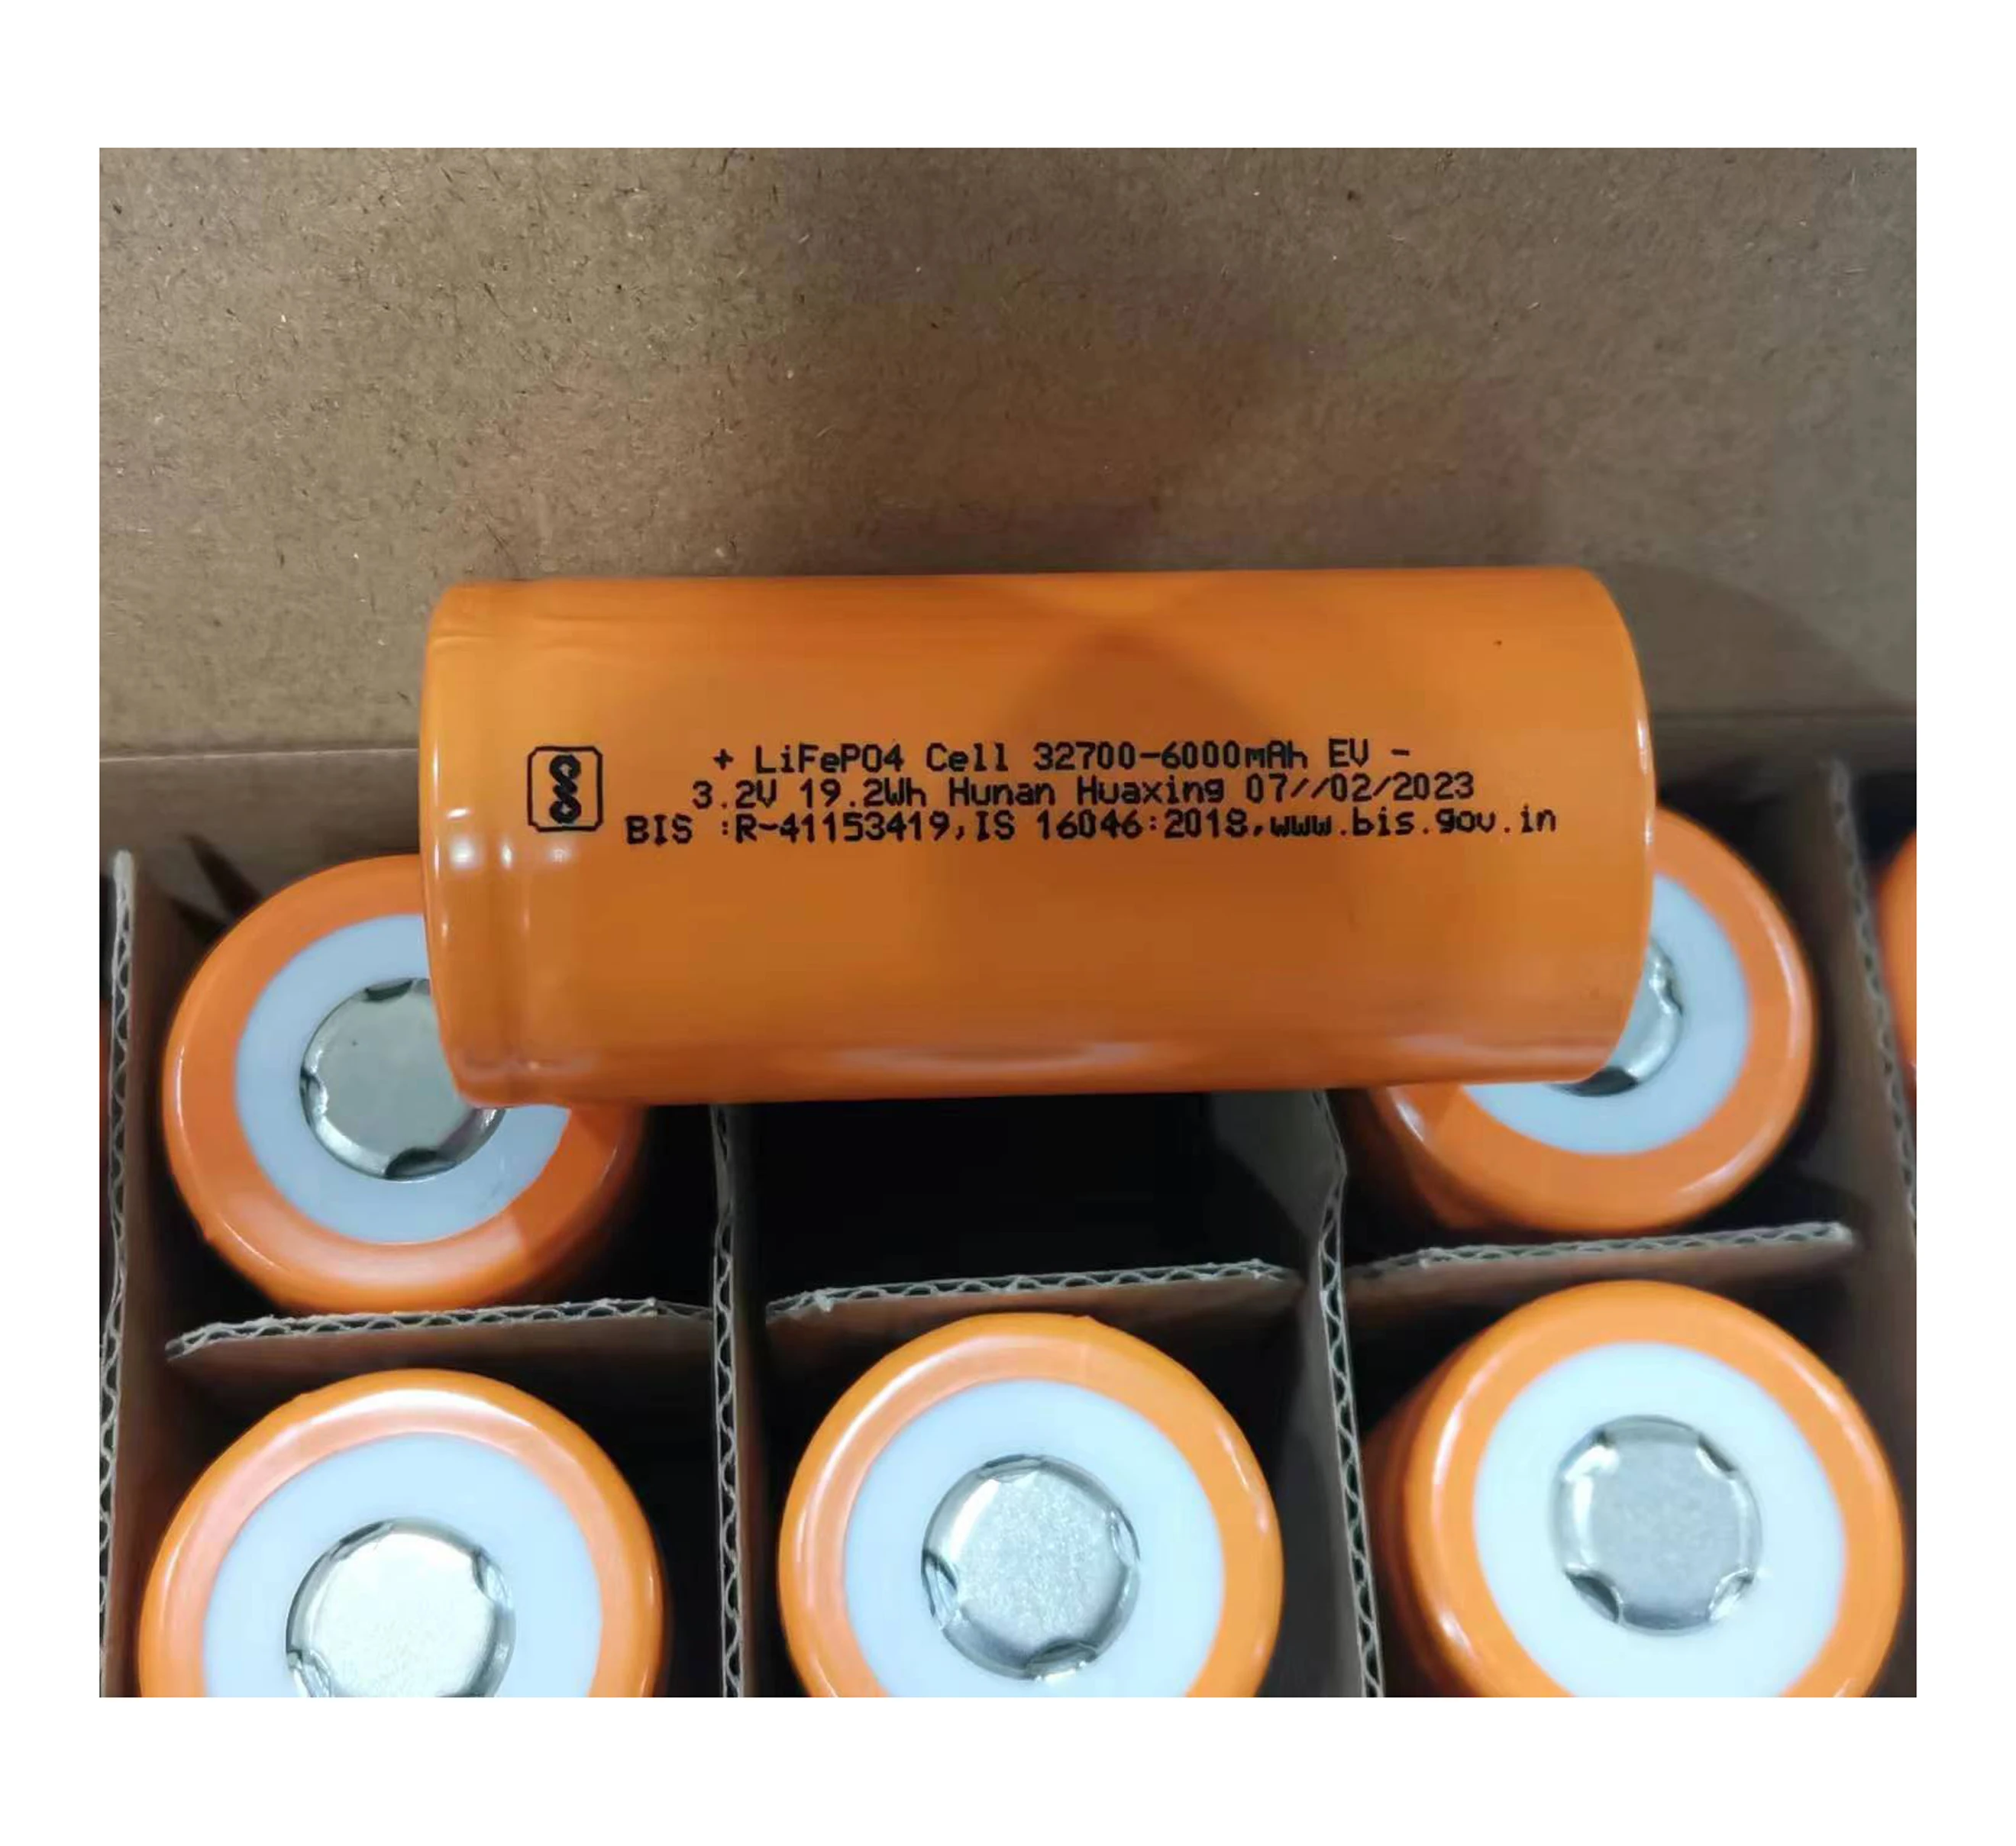 + LiFePO4 Cell 32700-6000mAh EV -
3.2V 19.2Wh Hunan Huaxing 07//02/2023
BIS :R-41153419,IS 16046:2018,www.bis.gov.in